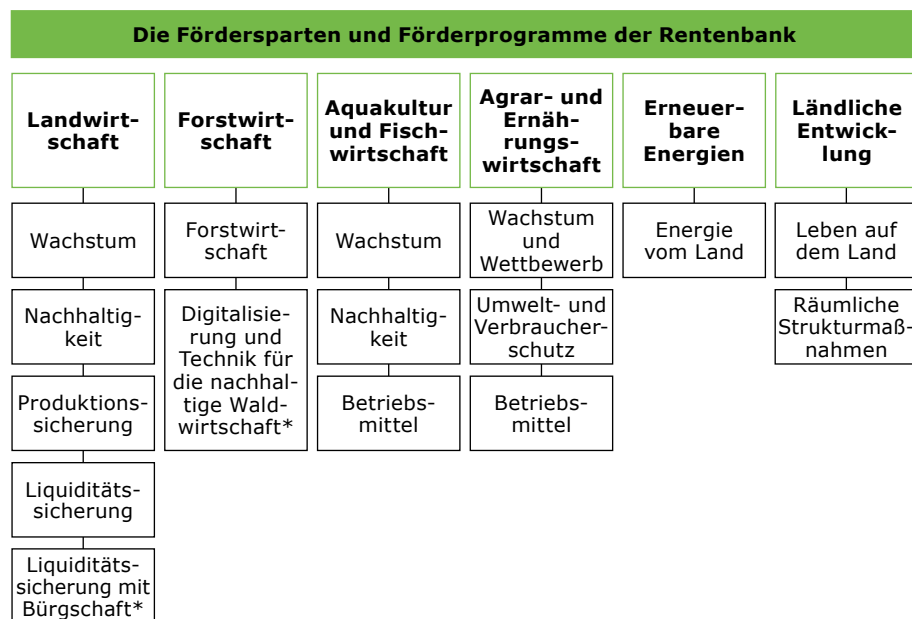 Die Fördersparten und Förderprogramme der Rentenbank
Landwirt-
schaft
Forstwirt-
schaft
Aquakultur
und Fisch-
wirtschaft
Agrar- und
Ernäh-
rungs-
wirtschaft
Erneuer-
bare
Energien
Ländliche
Entwick-
lung
Wachstum
Nachhaltig-
keit
Produktions-
sicherung
Liquiditäts-
sicherung
Liquiditäts-
sicherung mit
Bürgschaft*
Forstwirt-
schaft
Digitalisie-
rung und
Technik für
die nachhal-
tige Wald-
wirtschaft*
Wachstum
Nachhaltig-
keit
Betriebs-
mittel
Wachstum
und
Wettbewerb
Umwelt- und
Verbraucher-
schutz
Betriebs-
mittel
Energie
vom Land
Leben auf
dem Land
Räumliche
Strukturmaß-
nahmen